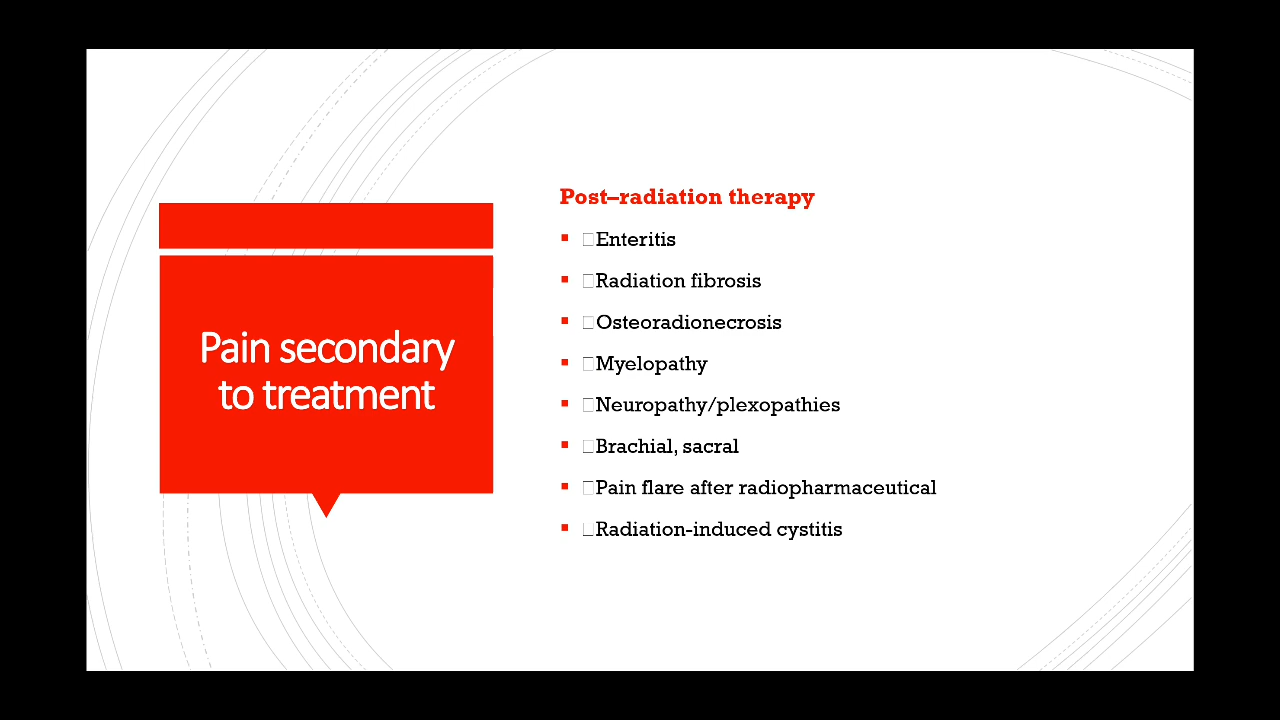 Pain secondary
to treatment
Post–radiation therapy
▪ □Enteritis
▪ □Radiation fibrosis
▪ □Osteoradionecrosis
▪ □Myelopathy
▪ □Neuropathy/plexopathies
▪ □Brachial, sacral
▪ □Pain flare after radiopharmaceutical
▪ □Radiation-induced cystitis